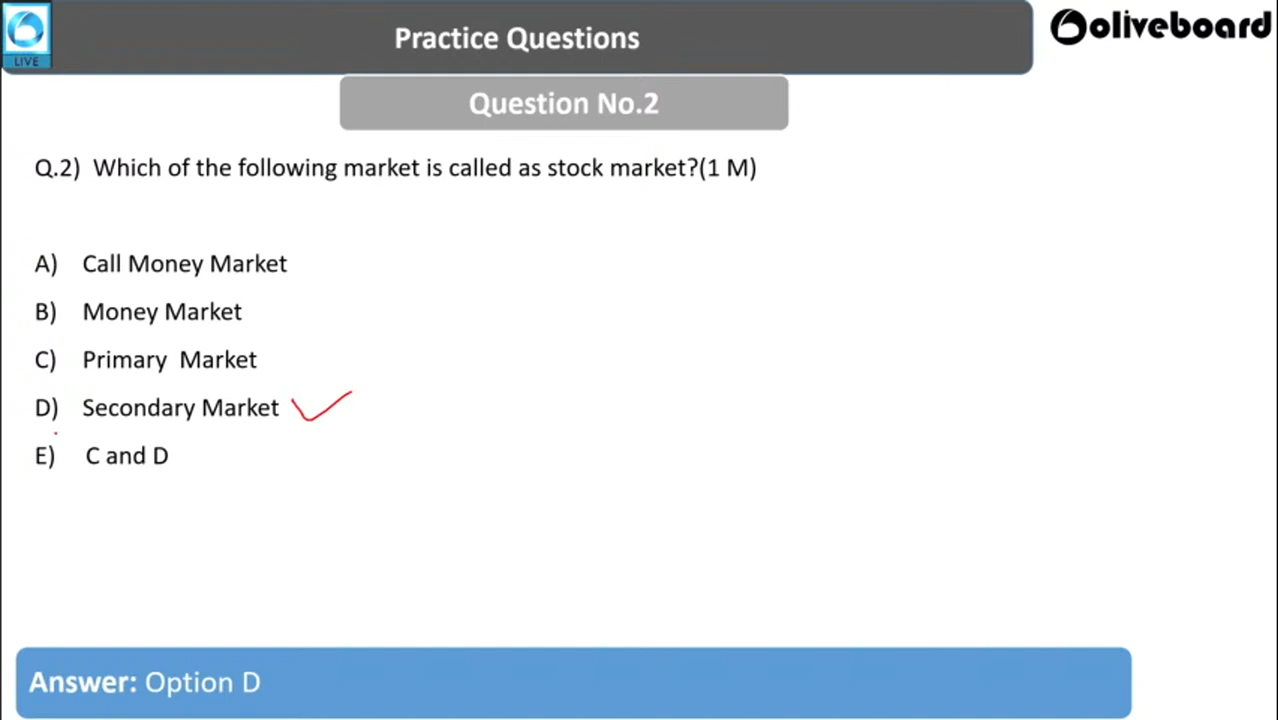 LIVE
Practice Questions
oliveboard
Question No.2
Q.2) Which of the following market is called as stock market?(1 M)
A) Call Money Market
B) Money Market
C) Primary Market
D) Secondary Market
E) C and D
Answer: Option D